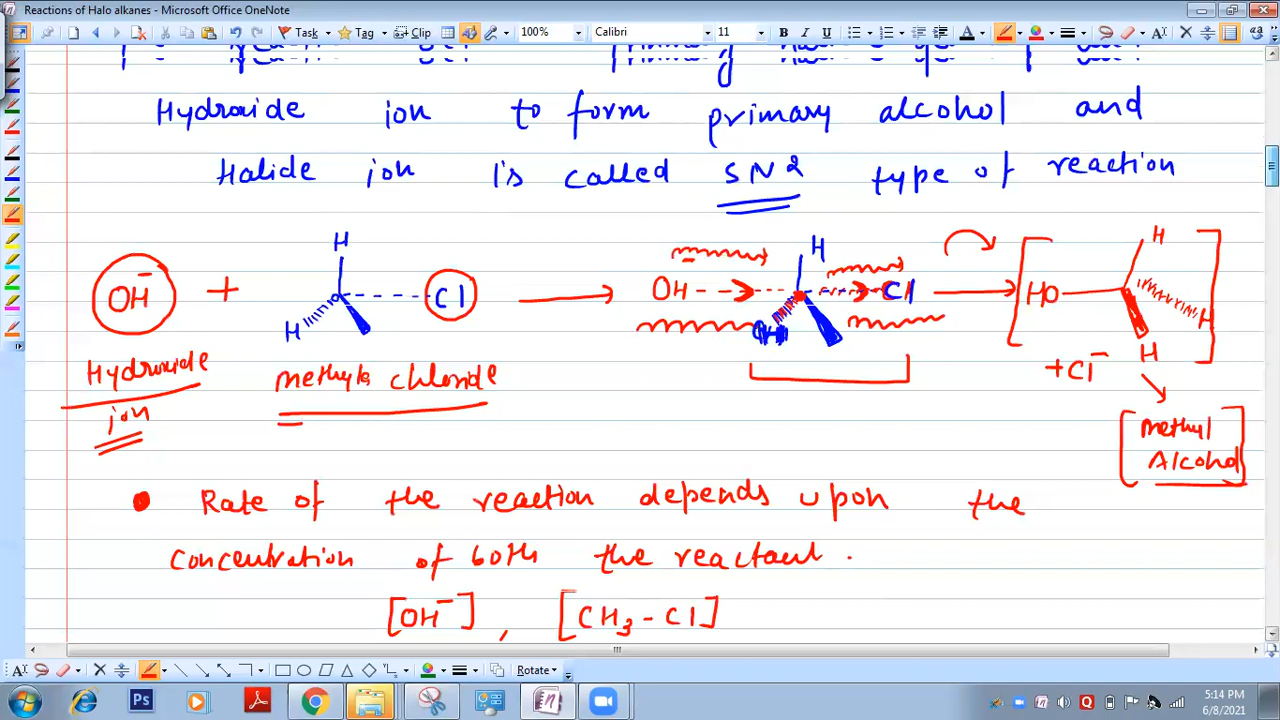 Reactions of Halo alkanes - Microsoft Office OneNote
Task Tag Clip 100% Calibri 11 B I U
Hydroxide ion to form primary alcohol and
Halide ion is called SN2 type of reaction
OH⁻ + H H Cl → OH H Cl → [HO H H H]
+ Cl⁻
Hydroxide ion
methyle chloride
[Methyl Alcohol]
Rate of the reaction depends upon the
concentration of both the reactant.
[OH⁻] , [CH₃-Cl]
Rotate
Ps
5:14 PM
6/8/2021